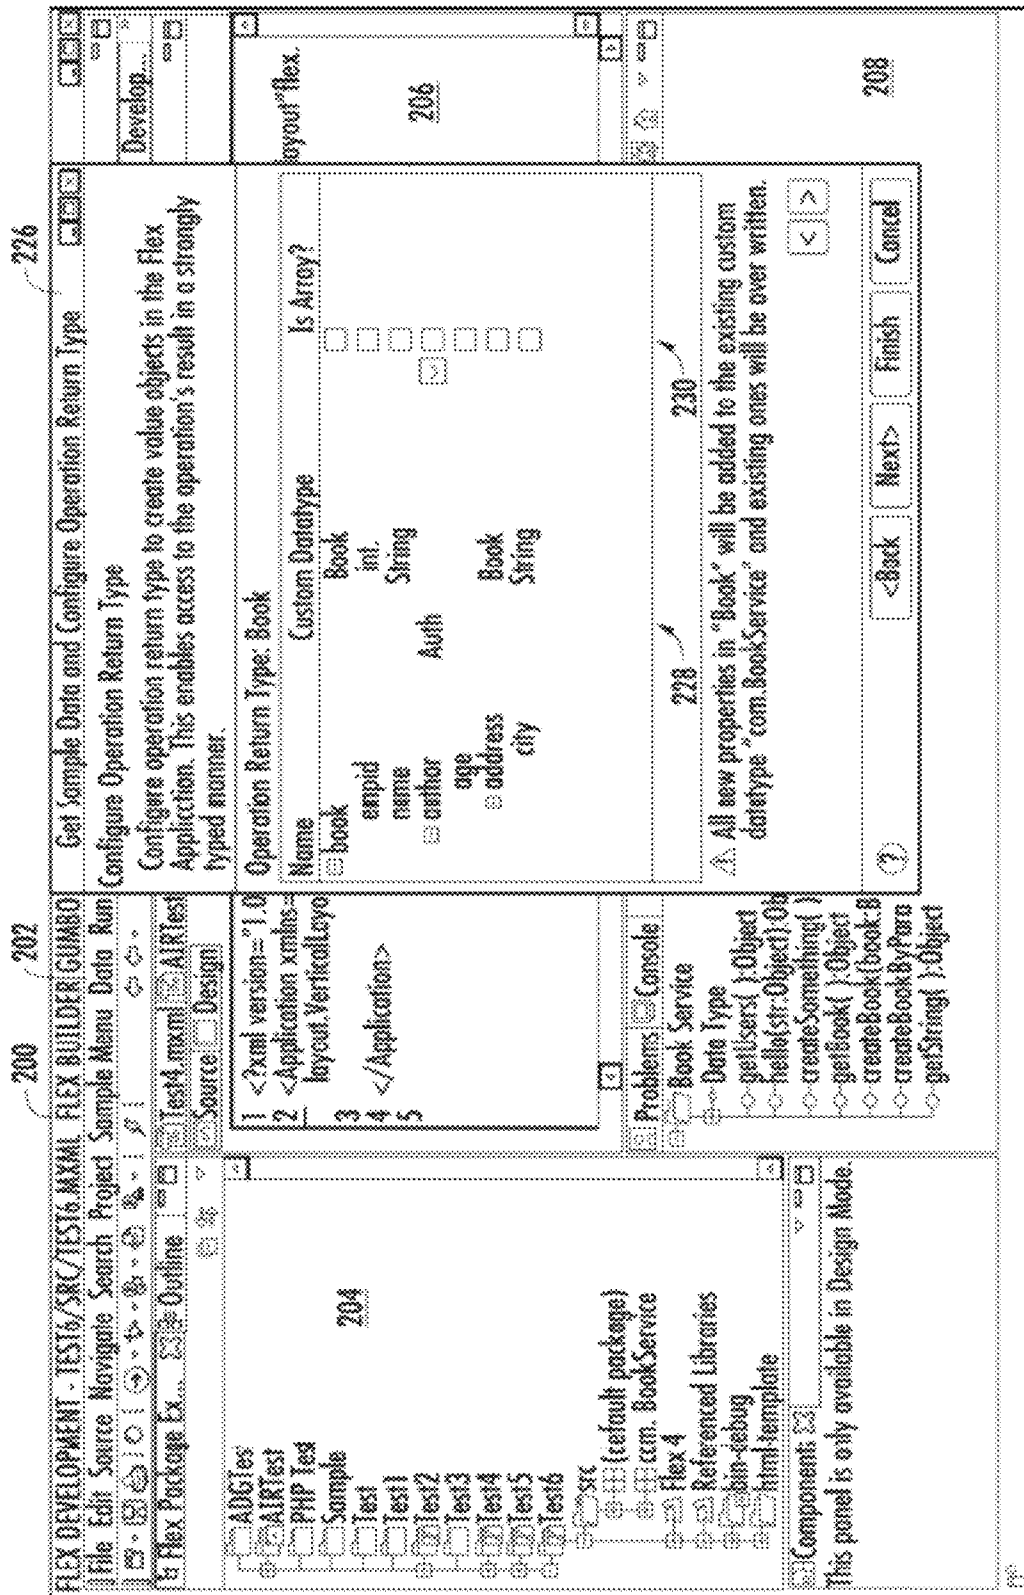 200
202
226
FLEX DEVELOPMENT - TEST6/SRC/TEST6.MXML FLEX BUILDER GUMBO
File Edit Source Navigate Search Project Sample Menu Data Run
Flex Package Ex... Outline
ADGTes
AIRTest
PHP Test
Sample
Test
Test1
Test2
Test3
Test4
Test5
Test6
src
(cefault package)
ccm. BookService
Flex 4
Referenced Libraries
bin-debug
html-template
204
Components
This panel is only available in Design Mode.
Test4.mxml AIRTest
Source Design
1 <?xml version="1.0
2 <Application xmlns=
layout.VerticalLayo
3
4 </Application>
5
Problems Console
Book Service
Date Type
getUsers( ):Object
hello(str:Object):Ob
createSomething( )
getBook( ):Object
createBook(book:B
createBookByParn
getString( ):Object
Get Sample Data and Configure Operation Return Type
Configure Operation Return Type
Configure operation return type to create value objects in the Flex
Applicction. This enables access to the operation's result in a strongly
typed manner.
Operation Return Type: Book
Name Custom Datatype Is Array?
book Book
empid int.
name String
author Auth
age
address Book
city String
228
230
All new properties in "Book" will be added to the existing custom
datatype "com.BookService" and existing ones will be over written.
< >
? <Back Next> Finish Cancel
Develop...
ayout"flex.
206
208